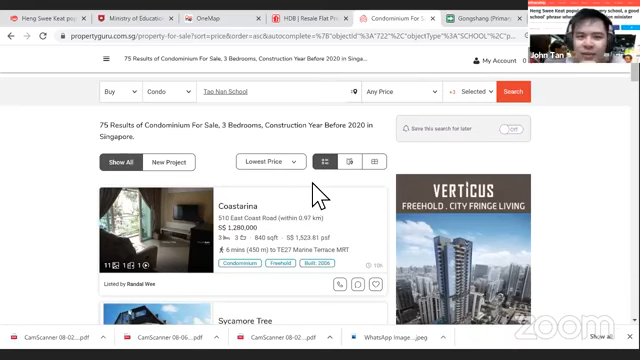 Heng Swee Keat pop
Ministry of Education
OneMap
HDB | Resale Flat Pri
Condominium For Sa
Gongshang (Primary
propertyguru.com.sg/property-for-sale?sort=price&order=asc&autocomplete=%7B"objectId%3A"722"%2C"objectType"%3A"SCHOOL"%2C"p...
75 Results of Condominium For Sale, 3 Bedrooms, Construction Year Before 2020 in Singa...
My Account
0
John Tan
Buy
Condo
Tao Nan School
Any Price
+3 Selected
Search
75 Results of Condominium For Sale, 3 Bedrooms, Construction Year Before 2020 in
Singapore.
Save this search for later
Off
Show All
New Project
Lowest Price
Coastarina
510 East Coast Road (within 0.97 km)
S$ 1,280,000
3 3 · 840 sqft · S$ 1,523.81 psf
6 mins (450 m) to TE27 Marine Terrace MRT
Condominium
Freehold
Built: 2006
11 1 1
Listed by Randal Wee
VERTICUS
FREEHOLD . CITY FRINGE LIVING
Sycamore Tree
zoom
CamScanner 08-02....pdf
CamScanner 08-06....pdf
CamScanner 08-02....pdf
WhatsApp Image....jpeg
Show all